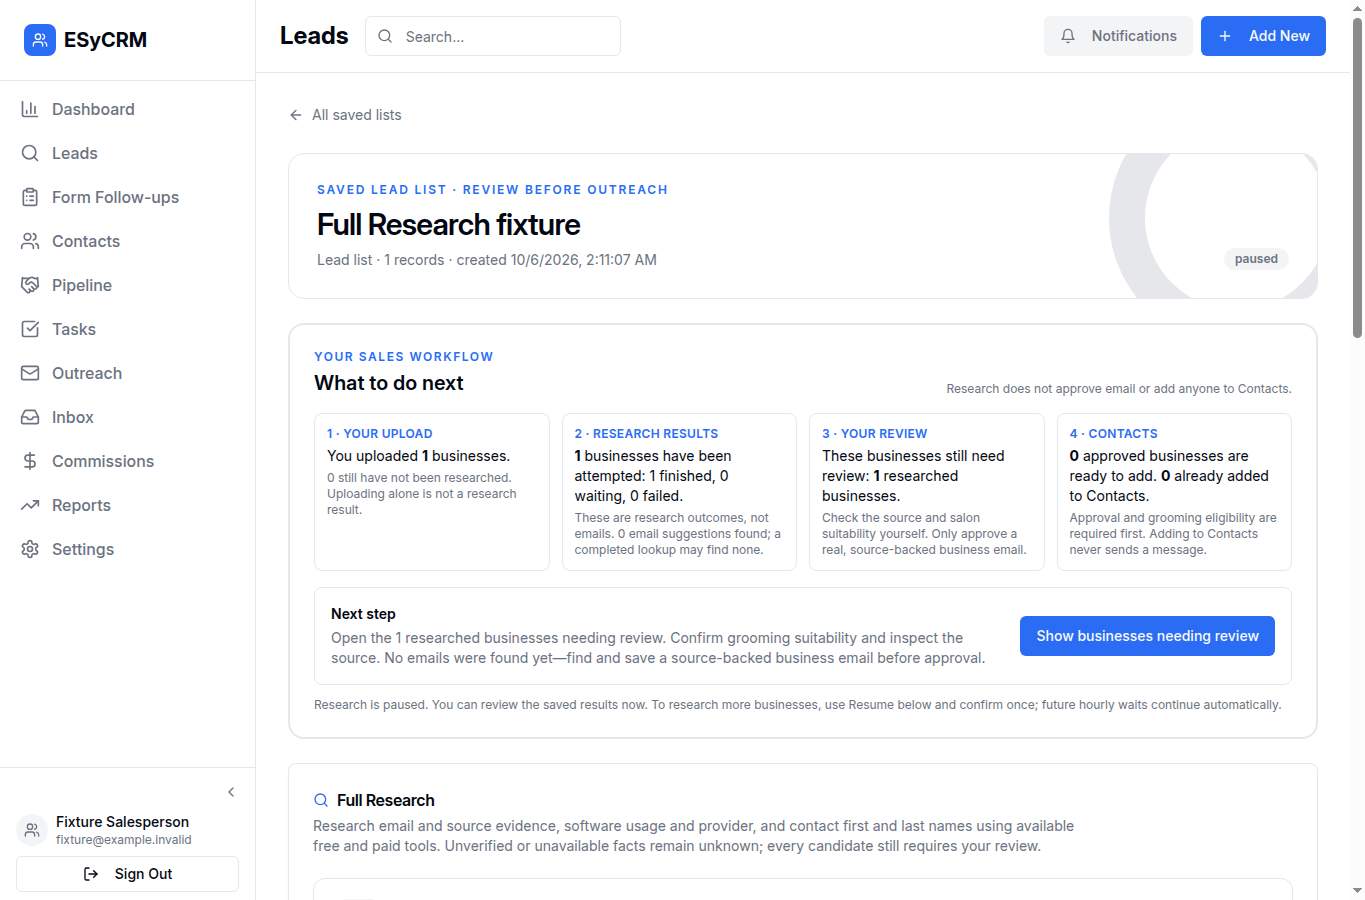 ESyCRM
Leads
Search...
Notifications
Add New
Dashboard
Leads
Form Follow-ups
Contacts
Pipeline
Tasks
Outreach
Inbox
Commissions
Reports
Settings
Fixture Salesperson
fixture@example.invalid
Sign Out
All saved lists
SAVED LEAD LIST · REVIEW BEFORE OUTREACH
Full Research fixture
Lead list · 1 records · created 10/6/2026, 2:11:07 AM
paused
YOUR SALES WORKFLOW
What to do next
Research does not approve email or add anyone to Contacts.
1 · YOUR UPLOAD
You uploaded 1 businesses.
0 still have not been researched.
Uploading alone is not a research
result.
2 · RESEARCH RESULTS
1 businesses have been
attempted: 1 finished, 0
waiting, 0 failed.
These are research outcomes, not
emails. 0 email suggestions found; a
completed lookup may find none.
3 · YOUR REVIEW
These businesses still need
review: 1 researched
businesses.
Check the source and salon
suitability yourself. Only approve a
real, source-backed business email.
4 · CONTACTS
0 approved businesses are
ready to add. 0 already added
to Contacts.
Approval and grooming eligibility are
required first. Adding to Contacts
never sends a message.
Next step
Open the 1 researched businesses needing review. Confirm grooming suitability and inspect the
source. No emails were found yet—find and save a source-backed business email before approval.
Show businesses needing review
Research is paused. You can review the saved results now. To research more businesses, use Resume below and confirm once; future hourly waits continue automatically.
Full Research
Research email and source evidence, software usage and provider, and contact first and last names using available
free and paid tools. Unverified or unavailable facts remain unknown; every candidate still requires your review.